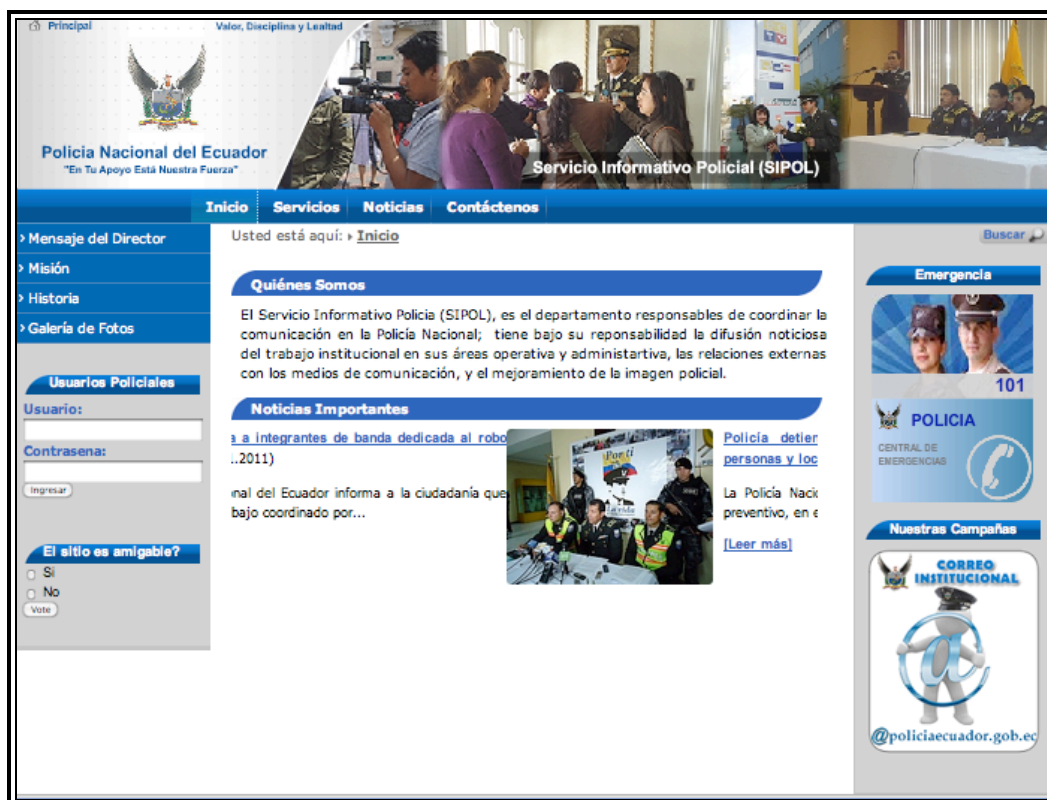 Principal
Valor, Disciplina y Lealtad
Policia Nacional del Ecuador
"En Tu Apoyo Está Nuestra Fuerza"
Servicio Informativo Policial (SIPOL)
Inicio Servicios Noticias Contáctenos
Mensaje del Director
Misión
Historia
Galería de Fotos
Usuarios Policiales
Usuario:
Contrasena:
Ingresar
El sitio es amigable?
Si
No
Vote
Usted está aquí: Inicio
Quiénes Somos
El Servicio Informativo Policia (SIPOL), es el departamento responsables de coordinar la
comunicación en la Policía Nacional; tiene bajo su reponsabilidad la difusión noticiosa
del trabajo institucional en sus áreas operativa y administartiva, las relaciones externas
con los medios de comunicación, y el mejoramiento de la imagen policial.
Noticias Importantes
a a integrantes de banda dedicada al robo
.2011)
nal del Ecuador informa a la ciudadanía que
bajo coordinado por...
Policía detien
personas y loc
La Policía Nacio
preventivo, en e
[Leer más]
Buscar
Emergencia
101
POLICIA
CENTRAL DE
EMERGENCIAS
Nuestras Campañas
CORREO
INSTITUCIONAL
@policiaecuador.gob.ec